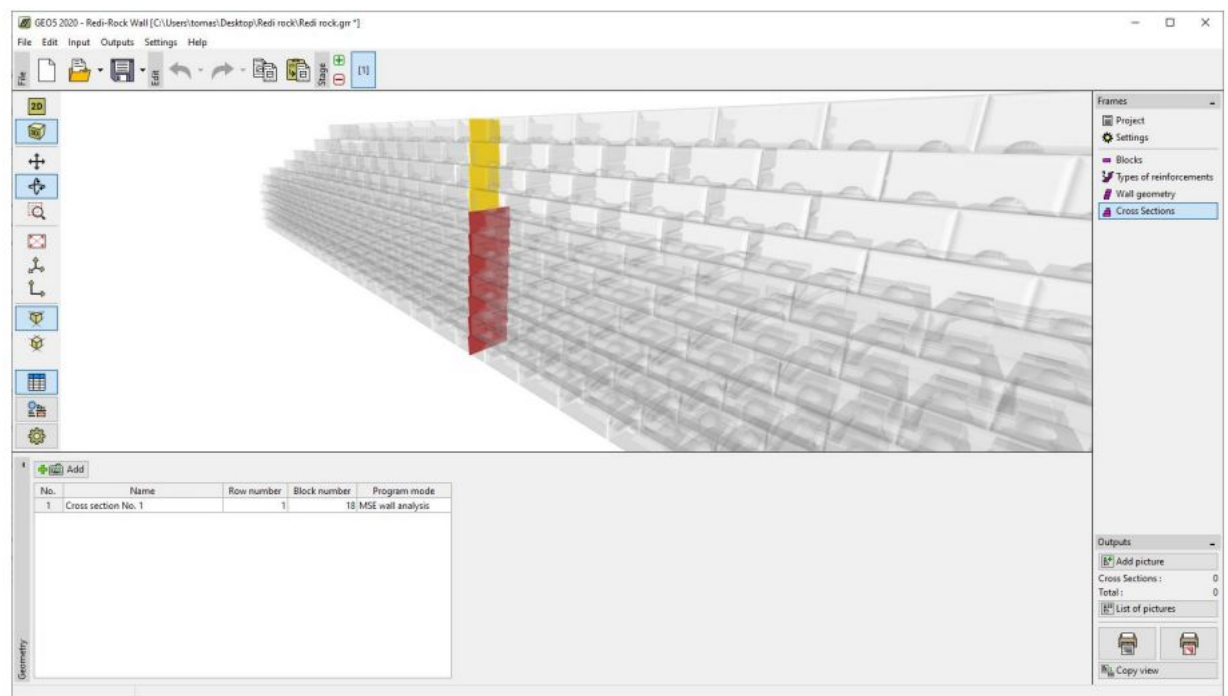 GEO5 2020 - Redi-Rock Wall [C:\Users\tomas\Desktop\Redi rock\Redi rock.grr *]
File Edit Input Outputs Settings Help
File
Edit
Stage
[1]
2D
Frames
Project
Settings
Blocks
Types of reinforcements
Wall geometry
Cross Sections
Add
No. Name Row number Block number Program mode
1 Cross section No. 1 1 18 MSE wall analysis
Geometry
Outputs
Add picture
Cross Sections : 0
Total : 0
List of pictures
Copy view